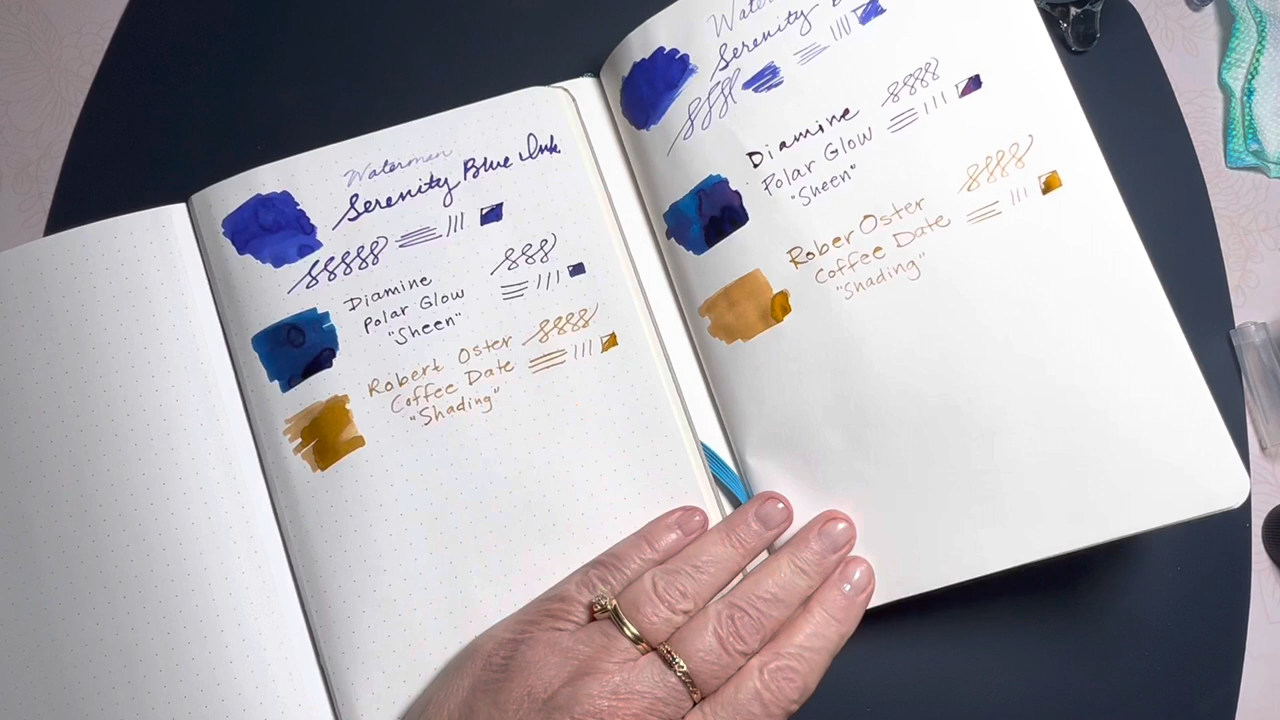 Waterman
Serenity Blue Ink
Diamine
Polar Glow
"Sheen"
Robert Oster
Coffee Date
"Shading"
Serenity
Diamine
Polar Glow
"Sheen"
Rober Oster
Coffee Date
"Shading"